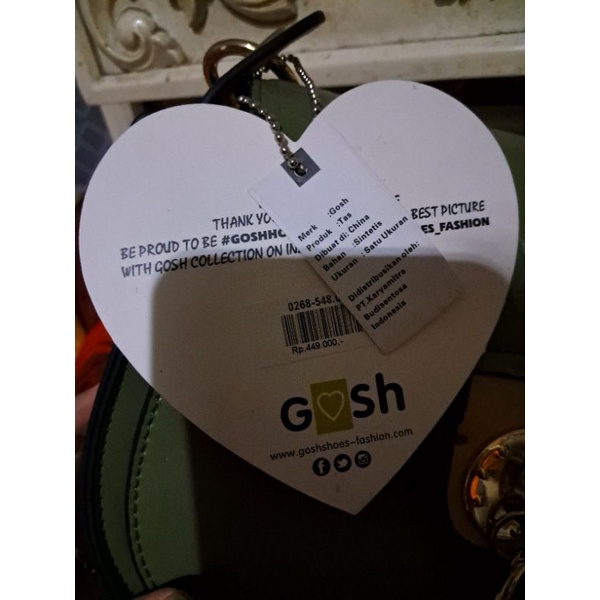 THANK YO
E
BE PROUD TO BE #GOSHHO
BEST PICTURE
WITH GOSH COLLECTION ON IN
ES_FASHION
Merk :Gosh
Produk :Tas
Dibuat di: China
Bahan :Sintetis
Ukuran : Satu Ukuran
Didistribusikan oleh:
PT.Karyamitra
Budisentosa
Indonesia
0268-548.
Rp.449.000,-
GOSH
www.goshshoes-fashion.com